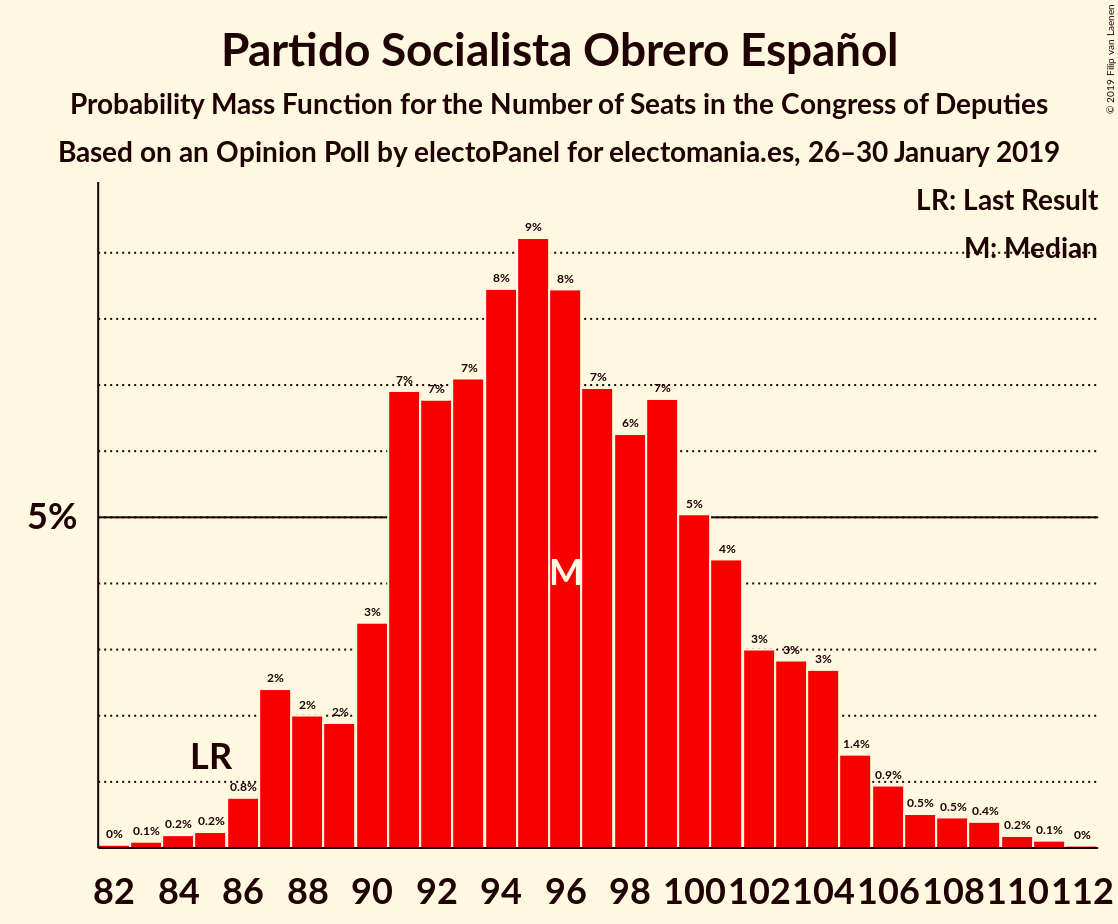 Partido Socialista Obrero Español
Probability Mass Function for the Number of Seats in the Congress of Deputies
Based on an Opinion Poll by electoPanel for electomania.es, 26–30 January 2019
© 2019 Filip van Laenen
LR: Last Result
M: Median
5%
0% 0.1% 0.2% 0.2% 0.8% 2% 2% 2% 3% 7% 7% 7% 8% 9% 8% 7% 6% 7% 5% 4% 3% 3% 3% 1.4% 0.9% 0.5% 0.5% 0.4% 0.2% 0.1% 0%
LR
M
82 84 86 88 90 92 94 96 98 100 102 104 106 108 110 112